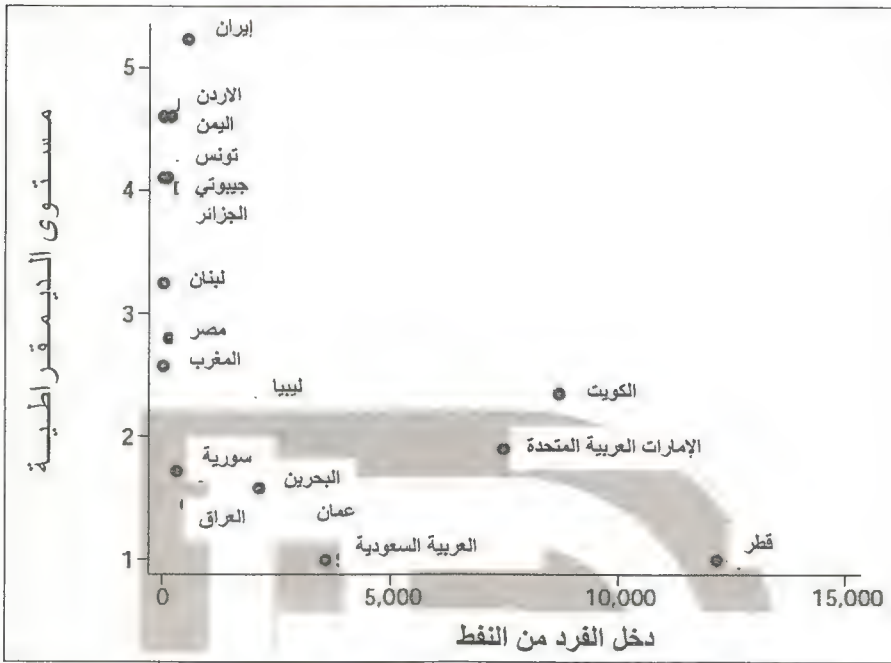 إيران
5
الاردن
اليمن
تونس
4
جيبوتي
الجزائر
لبنان
3
مصر
المغرب
ليبيا
الكويت
2
الإمارات العربية المتحدة
سورية
البحرين
العراق
عمان
العربية السعودية
قطر
1
0
5,000
10,000
15,000
مستوى الديمقراطية
دخل الفرد من النفط